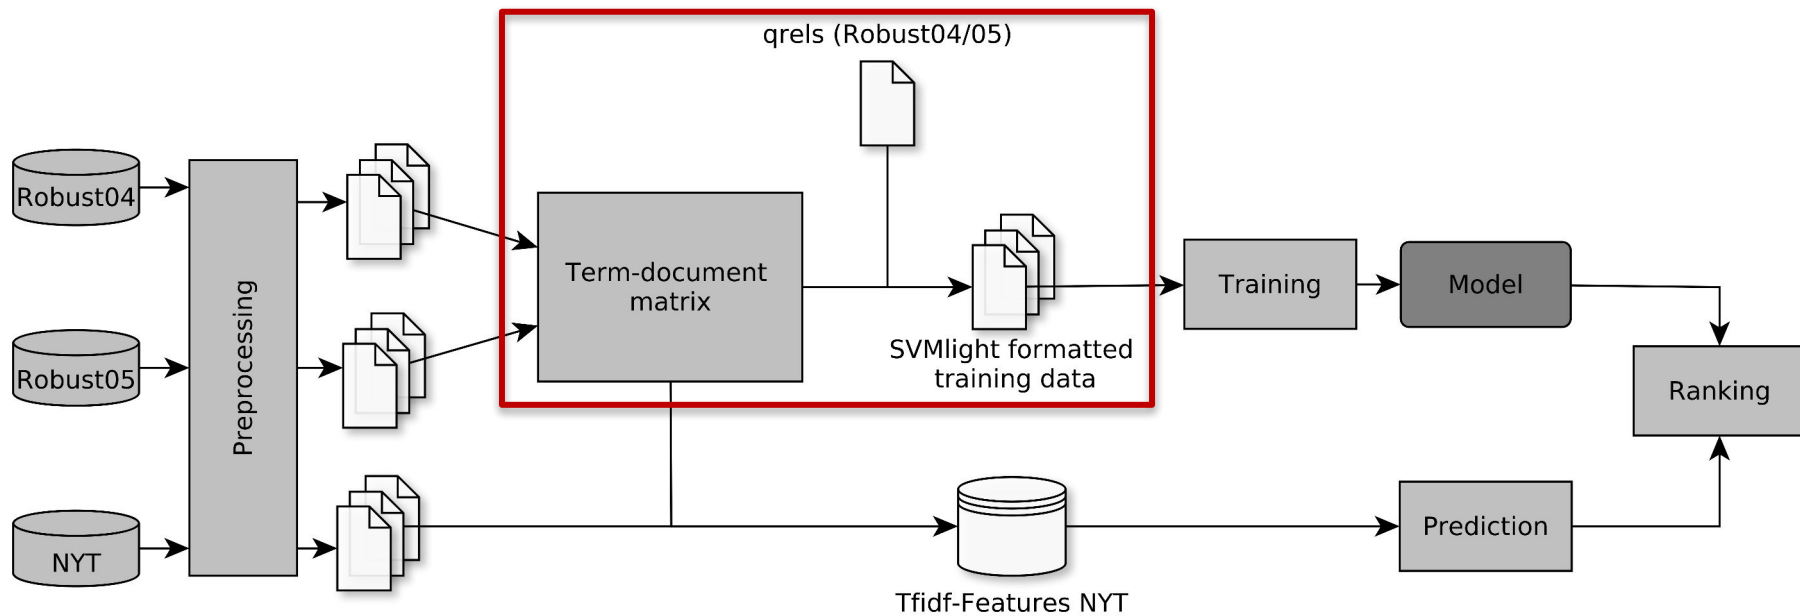 qrels (Robust04/05)
Robust04
Robust05
NYT
Preprocessing
Term-document
matrix
SVMlight formatted
training data
Training
Model
Ranking
Prediction
Tfidf-Features NYT